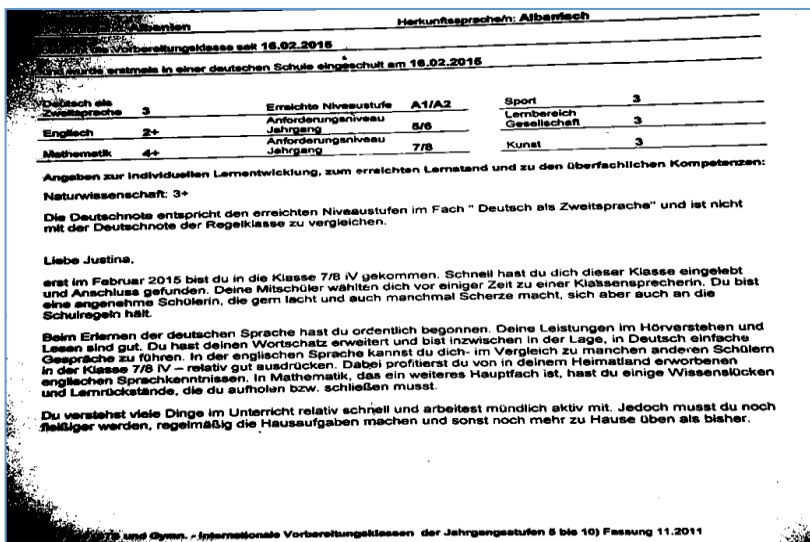 Albanien Herkunftssprache/n: Albanisch
die Vorbereitungsklasse seit 16.02.2015
und wurde erstmals in einer deutschen Schule eingeschult am 16.02.2015
Deutsch als Zweitsprache 3 Erreichte Niveaustufe A1/A2 Sport 3
Englisch 2+ Anforderungsniveau Jahrgang 5/6 Lernbereich Gesellschaft 3
Mathematik 4+ Anforderungsniveau Jahrgang 7/8 Kunst 3
Angaben zur individuellen Lernentwicklung, zum erreichten Lernstand und zu den überfachlichen Kompetenzen:
Naturwissenschaft: 3+
Die Deutschnote entspricht den erreichten Niveaustufen im Fach " Deutsch als Zweitsprache" und ist nicht
mit der Deutschnote der Regelklasse zu vergleichen.
Liebe Justina,
erst im Februar 2015 bist du in die Klasse 7/8 IV gekommen. Schnell hast du dich dieser Klasse eingelebt
und Anschluss gefunden. Deine Mitschüler wählten dich vor einiger Zeit zu einer Klassensprecherin. Du bist
eine angenehme Schülerin, die gern lacht und auch manchmal Scherze macht, sich aber auch an die
Schulregeln hält.
Beim Erlernen der deutschen Sprache hast du ordentlich begonnen. Deine Leistungen im Hörverstehen und
Lesen sind gut. Du hast deinen Wortschatz erweitert und bist inzwischen in der Lage, in Deutsch einfache
Gespräche zu führen. In der englischen Sprache kannst du dich- im Vergleich zu manchen anderen Schülern
in der Klasse 7/8 IV – relativ gut ausdrücken. Dabei profitierst du von in deinem Heimatland erworbenen
englischen Sprachkenntnissen. In Mathematik, das ein weiteres Hauptfach ist, hast du einige Wissenslücken
und Lernrückstände, die du aufholen bzw. schließen musst.
Du verstehst viele Dinge im Unterricht relativ schnell und arbeitest mündlich aktiv mit. Jedoch musst du noch
fleißiger werden, regelmäßig die Hausaufgaben machen und sonst noch mehr zu Hause üben als bisher.
und Gymn. - Internationale Vorbereitungsklassen der Jahrgangsstufen 5 bis 10) Fassung 11.2011